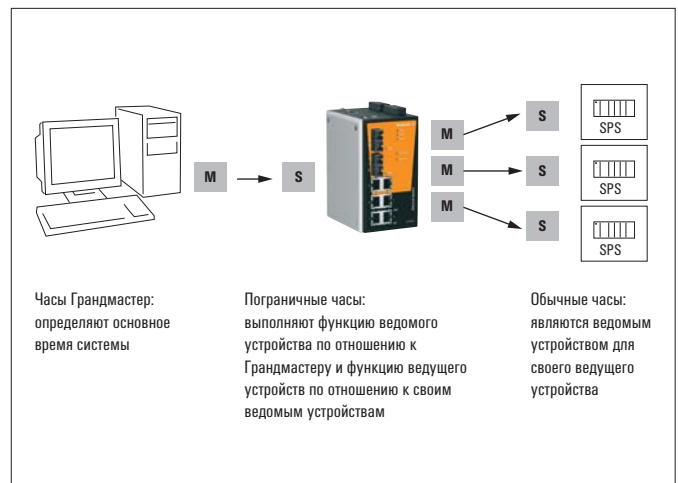 M
S
M
M
M
S
S
S
SPS
SPS
SPS
Часы Грандмастер:
определяют основное
время системы
Пограничные часы:
выполняют функцию ведомого
устройства по отношению к
Грандмастеру и функцию ведущего
устройств по отношению к своим
ведомым устройствам
Обычные часы:
являются ведомым
устройством для
своего ведущего
устройства